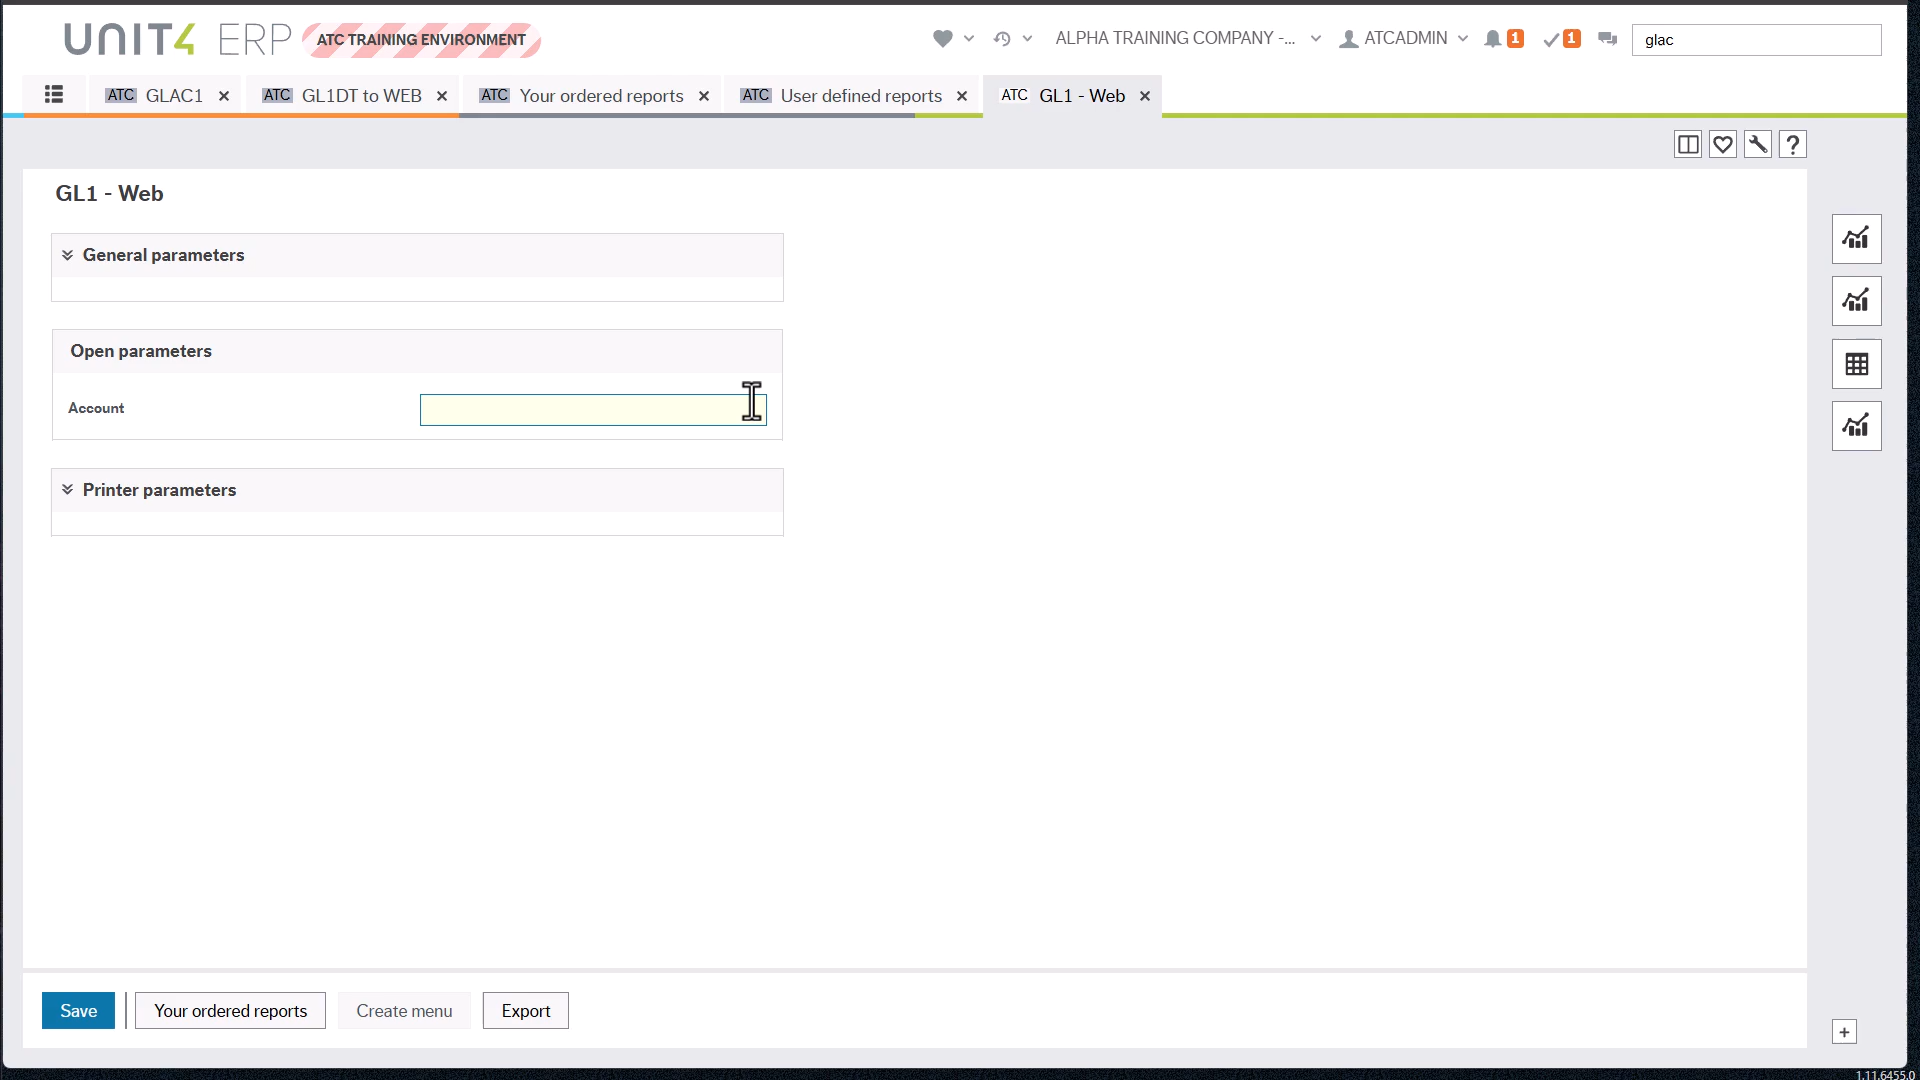 UNIT4 ERP ATC TRAINING ENVIRONMENT
ALPHA TRAINING COMPANY -...
ATCADMIN
1
1
glac
ATC GLAC1
ATC GL1DT to WEB
ATC Your ordered reports
ATC User defined reports
ATC GL1 - Web
GL1 - Web
General parameters
Open parameters
Account
Printer parameters
Save
Your ordered reports
Create menu
Export
1.11.6455.0